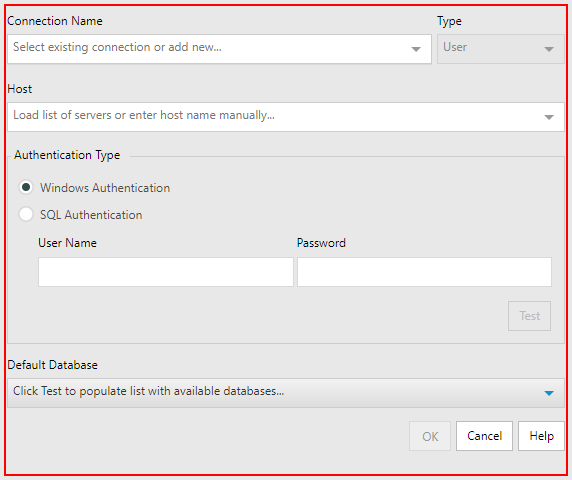 Connection Name
Type
Select existing connection or add new...
User
Host
Load list of servers or enter host name manually...
Authentication Type
Windows Authentication
SQL Authentication
User Name
Password
Test
Default Database
Click Test to populate list with available databases...
OK
Cancel
Help